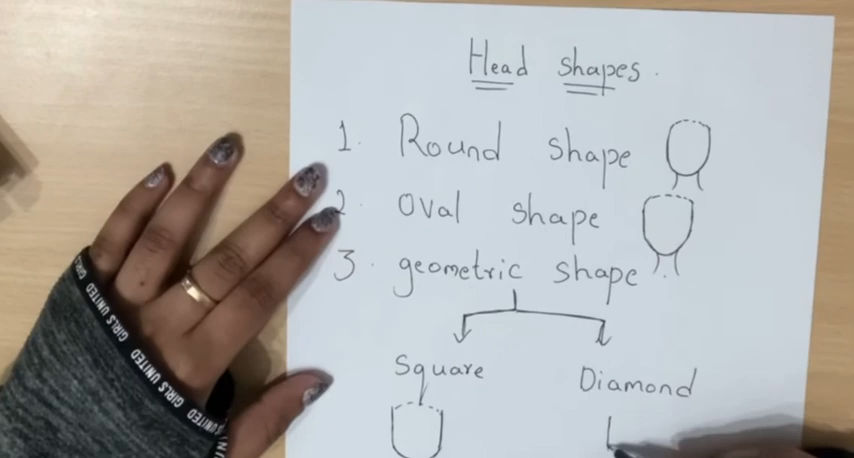 Head shapes.
1. Round shape
2. Oval shape
3. geometric shape
Square Diamond
GIRLS UNITED GIRLS UNITED GIRLS UNITED